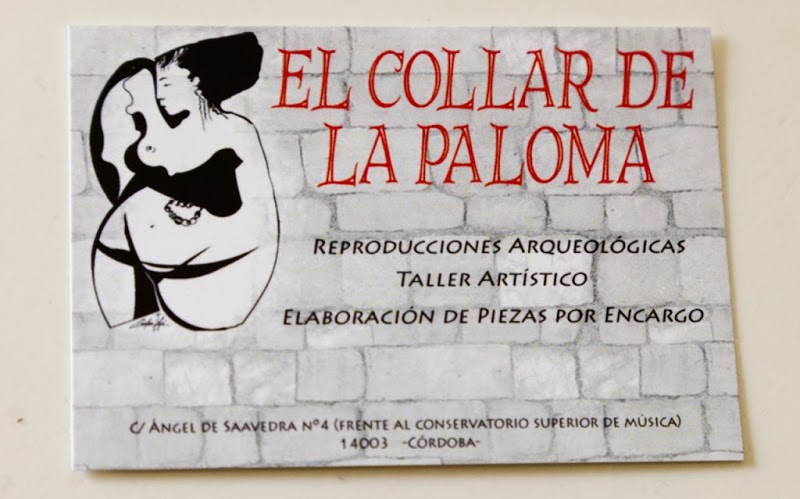 EL COLLAR DE
LA PALOMA
REPRODUCCIONES ARQUEOLÓGICAS
TALLER ARTÍSTICO
ELABORACIÓN DE PIEZAS POR ENCARGO
C/ ÁNGEL DE SAAVEDRA Nº4 (FRENTE AL CONSERVATORIO SUPERIOR DE MÚSICA)
14003 -CÓRDOBA-